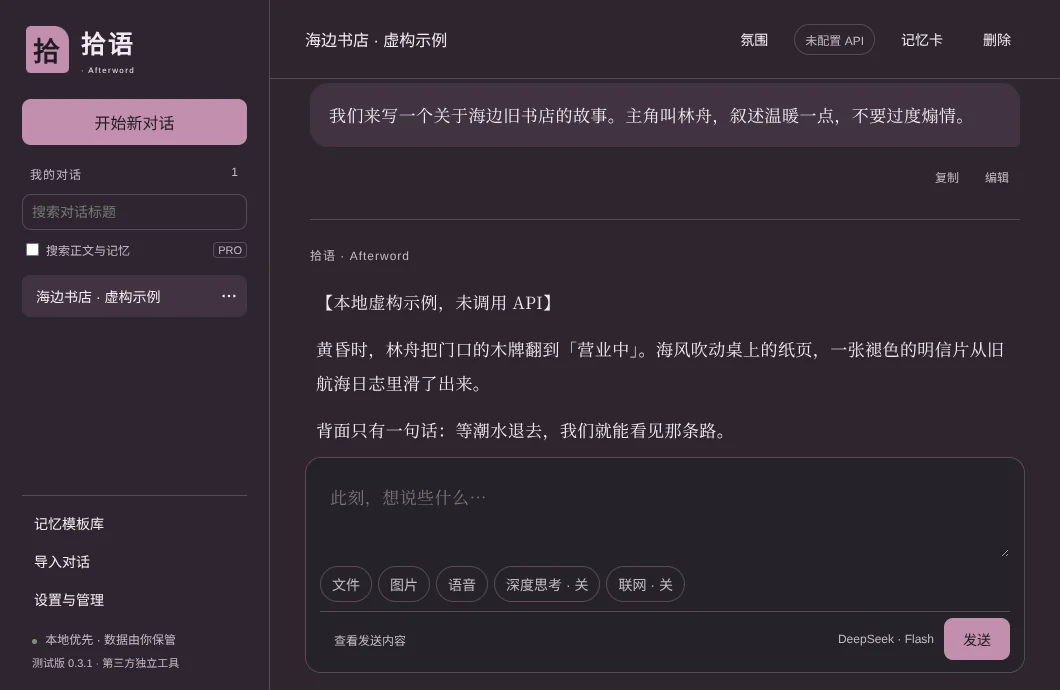 拾
拾语
· Afterword
开始新对话
我的对话 1
搜索对话标题
搜索正文与记忆 PRO
海边书店 · 虚构示例 ···
记忆模板库
导入对话
设置与管理
本地优先 · 数据由你保管
测试版 0.3.1 · 第三方独立工具
海边书店 · 虚构示例 氛围 未配置 API 记忆卡 删除
我们来写一个关于海边旧书店的故事。主角叫林舟，叙述温暖一点，不要过度煽情。
复制 编辑
拾语 · Afterword
【本地虚构示例，未调用 API】
黄昏时，林舟把门口的木牌翻到「营业中」。海风吹动桌上的纸页，一张褪色的明信片从旧
航海日志里滑了出来。
背面只有一句话：等潮水退去，我们就能看见那条路。
此刻，想说些什么…
文件 图片 语音 深度思考 · 关 联网 · 关
查看发送内容 DeepSeek · Flash 发送